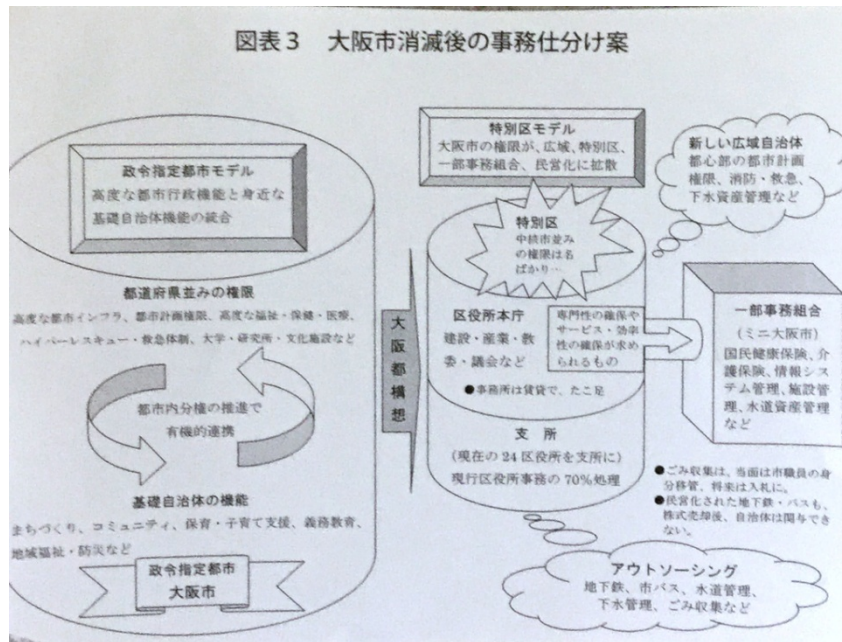 図表3 大阪市消滅後の事務仕分け案
政令指定都市モデル
高度な都市行政機能と身近な
基礎自治体機能の統合
都道府県並みの権限
高度な都市インフラ、都市計画権限、高度な福祉・保健・医療、
ハイパーレスキュー・救急体制、大学・研究所・文化施設など
都市内分権の推進で
有機的連携
基礎自治体の機能
まちづくり、コミュニティ、保育・子育て支援、義務教育、
地域福祉・防災など
政令指定都市
大阪市
大阪都構想
特別区モデル
大阪市の権限が、広域、特別区、
一部事務組合、民営化に拡散
特別区
中核市並み
の権限は名
ばかり…
区役所本庁
建設・産業・教
委・議会など
●事務所は賃貸で、たこ足
専門性の確保や
サービス・効率
性の確保が求め
られるもの
支 所
(現在の24区役所を支所に)
現行区役所事務の70%処理
新しい広域自治体
都心部の都市計画
権限、消防・救急、
下水資産管理など
一部事務組合
(ミニ大阪市)
国民健康保険、介
護保険、情報シス
テム管理、施設管
理、水道資産管理
など
●ごみ収集は、当面は市職員の身
分移管、将来は入札に。
●民営化された地下鉄・バスも、
株式売却後、自治体は関与でき
ない。
アウトソーシング
地下鉄、市バス、水道管理、
下水管理、ごみ収集など